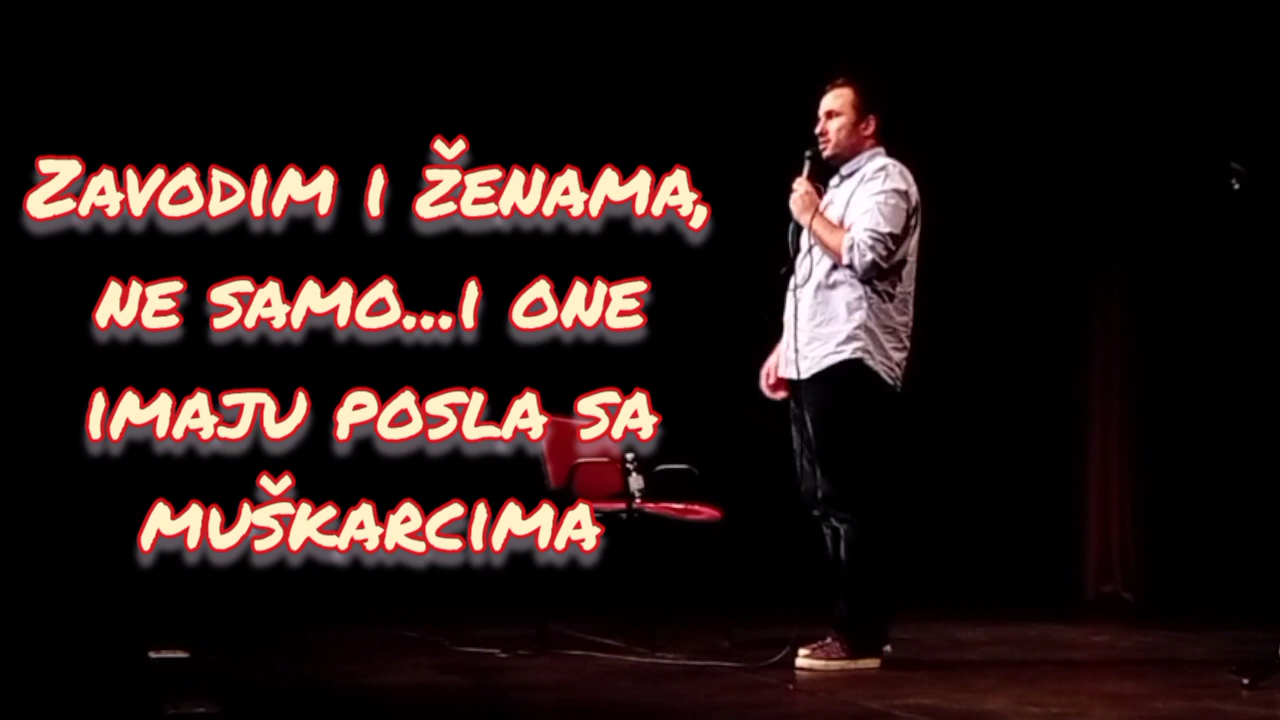 Zavodim i ženama,
ne samo...i one
imaju posla sa
muškarcima